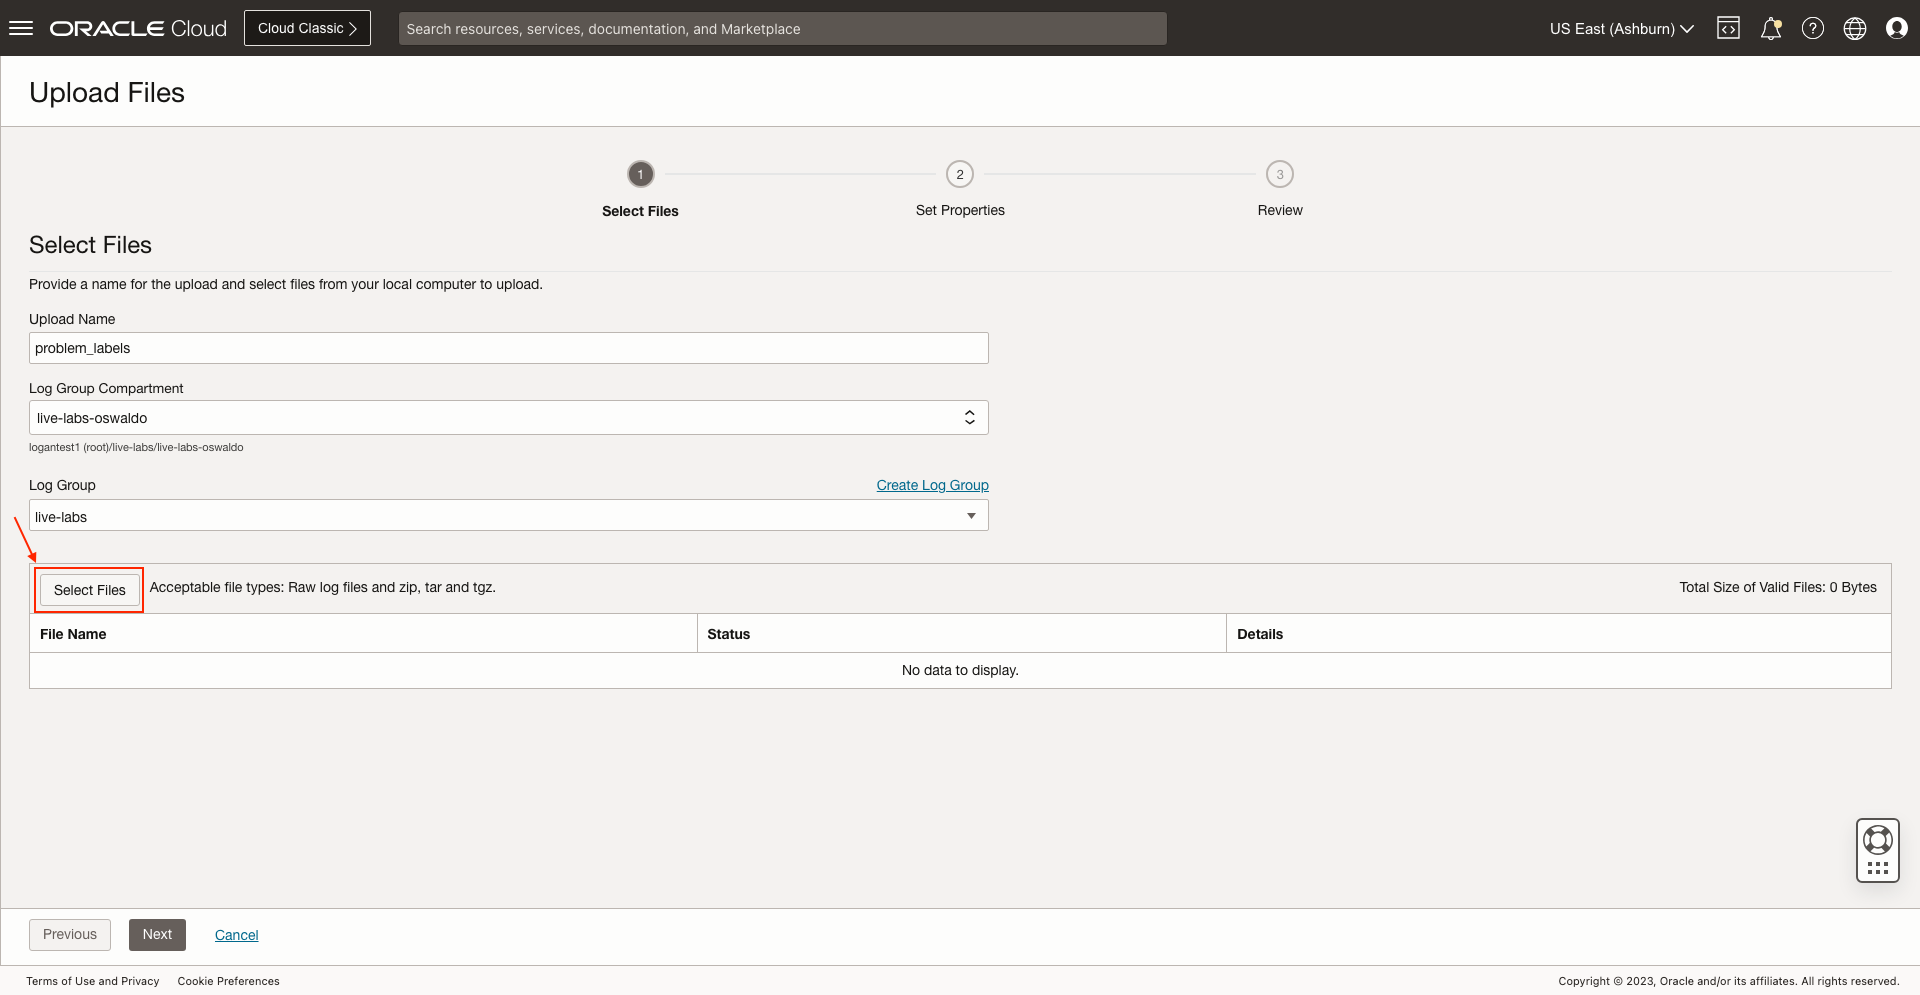 ORACLE Cloud
Cloud Classic
Search resources, services, documentation, and Marketplace
US East (Ashburn)
Upload Files
1
2
3
Select Files
Set Properties
Review
Select Files
Provide a name for the upload and select files from your local computer to upload.
Upload Name
problem_labels
Log Group Compartment
live-labs-oswaldo
logantest1 (root)/live-labs/live-labs-oswaldo
Log Group
Create Log Group
live-labs
Select Files
Acceptable file types: Raw log files and zip, tar and tgz.
Total Size of Valid Files: 0 Bytes
File Name
Status
Details
No data to display.
Previous
Next
Cancel
Terms of Use and Privacy
Cookie Preferences
Copyright © 2023, Oracle and/or its affiliates. All rights reserved.